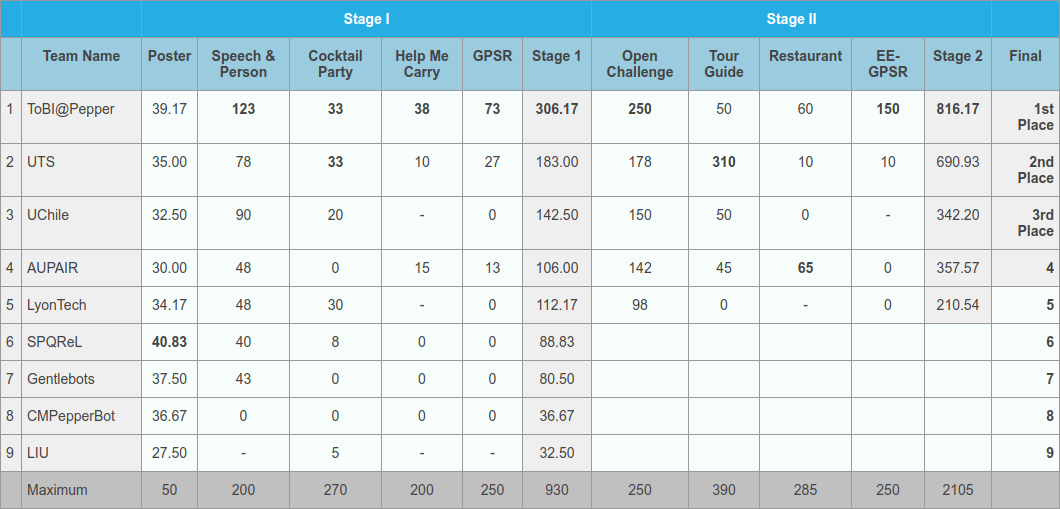 Stage I Stage II
Team Name Poster Speech & Person Cocktail Party Help Me Carry GPSR Stage 1 Open Challenge Tour Guide Restaurant EE-GPSR Stage 2 Final
1 ToBI@Pepper 39.17 123 33 38 73 306.17 250 50 60 150 816.17 1st Place
2 UTS 35.00 78 33 10 27 183.00 178 310 10 10 690.93 2nd Place
3 UChile 32.50 90 20 - 0 142.50 150 50 0 - 342.20 3rd Place
4 AUPAIR 30.00 48 0 15 13 106.00 142 45 65 0 357.57 4
5 LyonTech 34.17 48 30 - 0 112.17 98 0 - 0 210.54 5
6 SPQReL 40.83 40 8 0 0 88.83 6
7 Gentlebots 37.50 43 0 0 0 80.50 7
8 CMPepperBot 36.67 0 0 0 0 36.67 8
9 LIU 27.50 - 5 - - 32.50 9
Maximum 50 200 270 200 250 930 250 390 285 250 2105